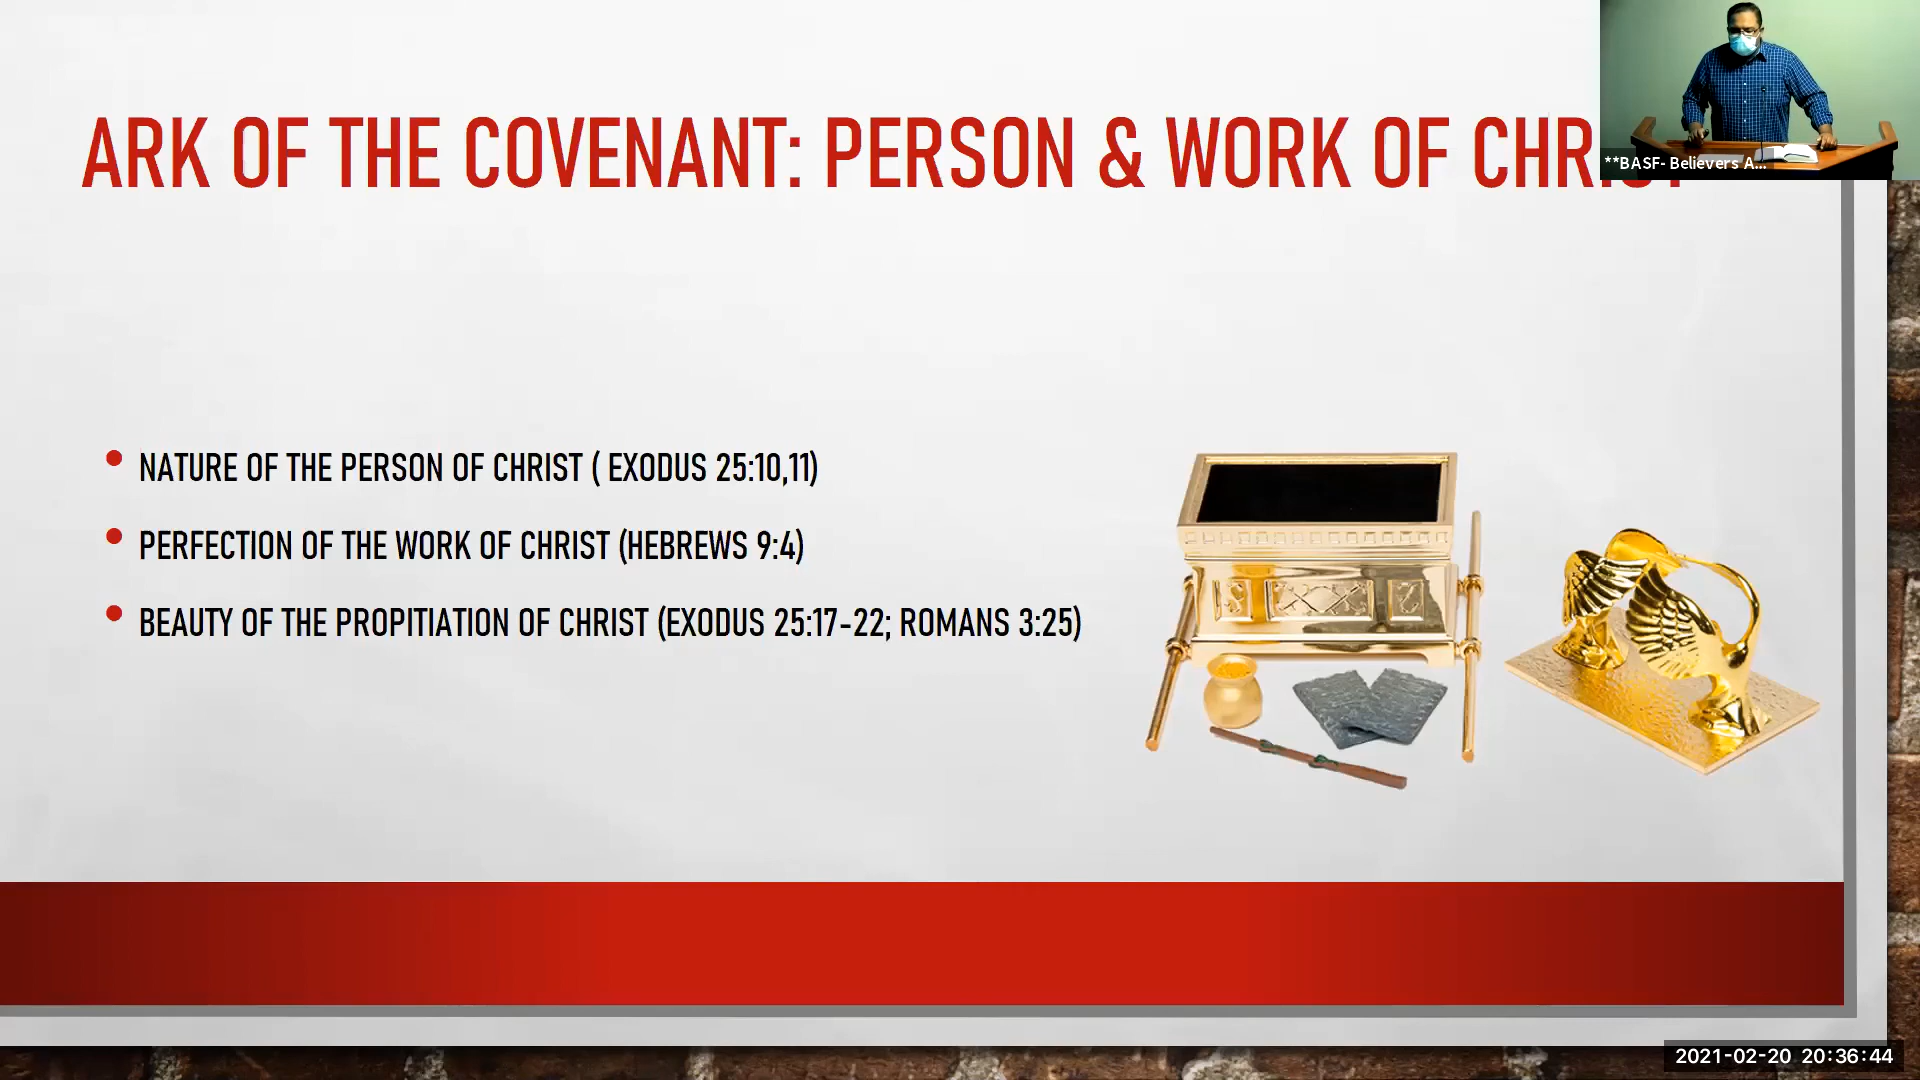 ARK OF THE COVENANT: PERSON & WORK OF
**BASF- Believers A...
• NATURE OF THE PERSON OF CHRIST ( EXODUS 25:10,11)
• PERFECTION OF THE WORK OF CHRIST (HEBREWS 9:4)
• BEAUTY OF THE PROPITIATION OF CHRIST (EXODUS 25:17-22; ROMANS 3:25)
2021-02-20 20:36:44